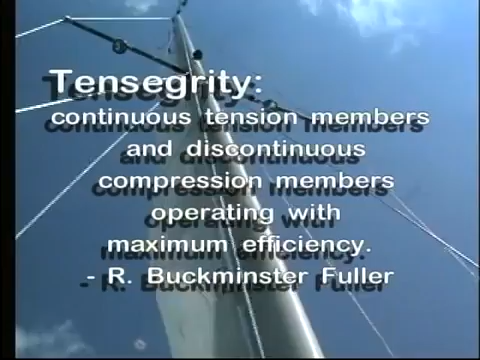 Tensegrity:
continuous tension members
and discontinuous
compression members
operating with
maximum efficiency.
- R. Buckminster Fuller